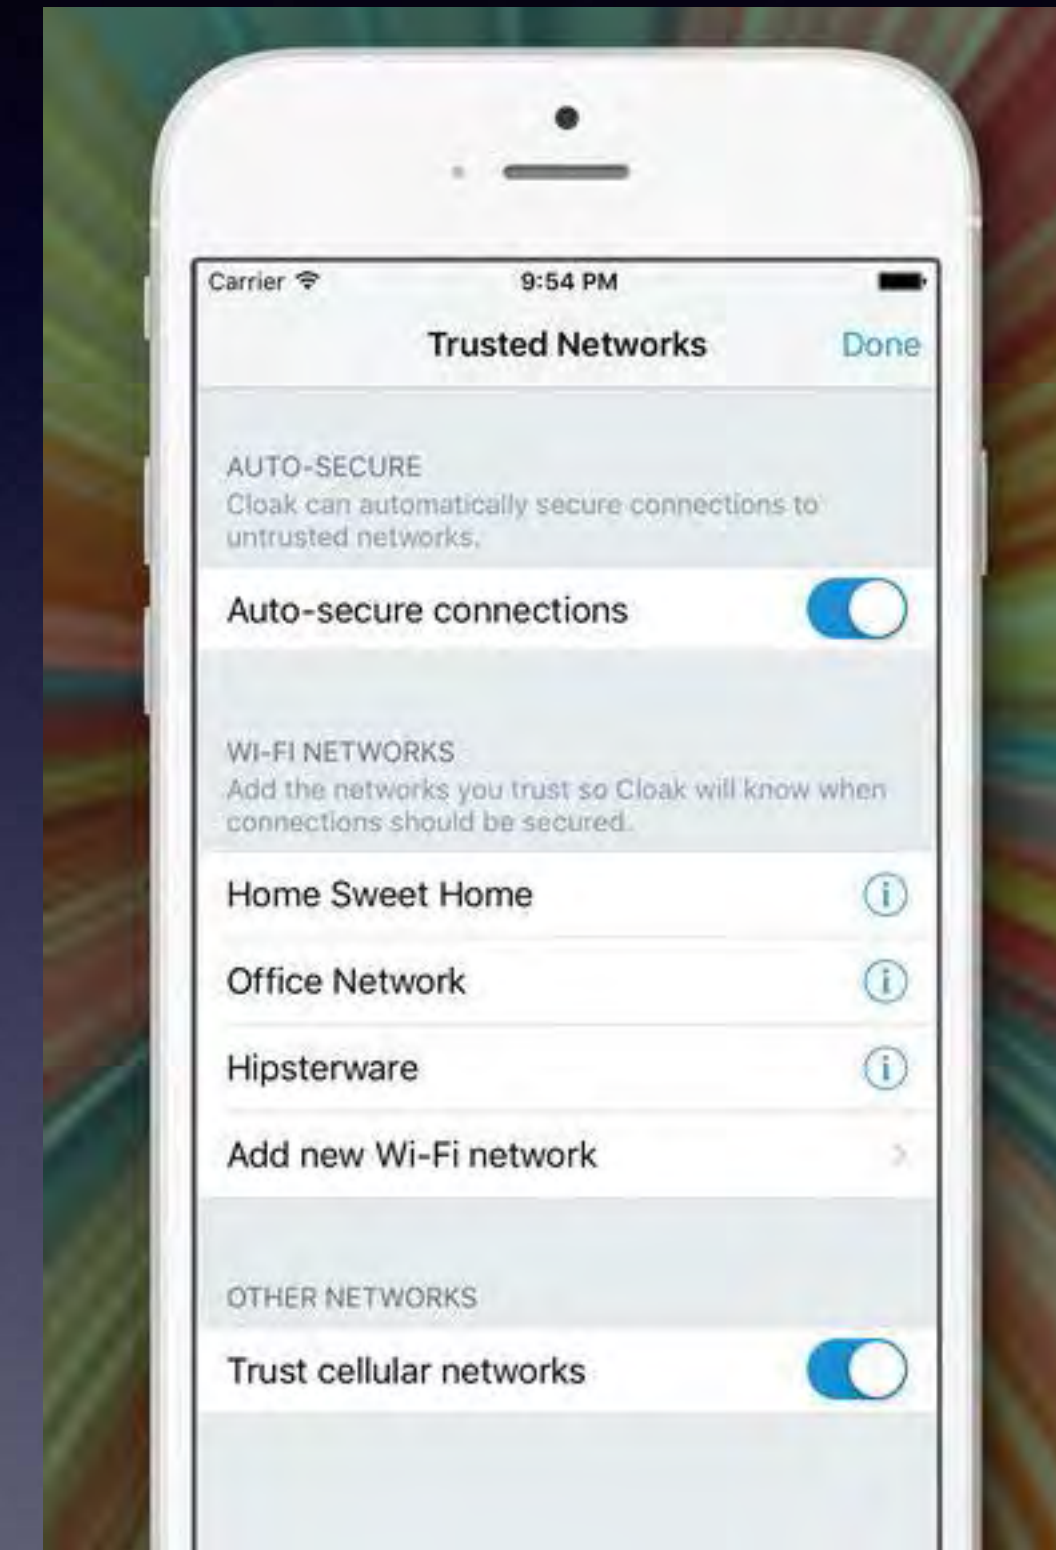 Carrier 9:54 PM
Trusted Networks Done
AUTO-SECURE
Cloak can automatically secure connections to
untrusted networks.
Auto-secure connections
WI-FI NETWORKS
Add the networks you trust so Cloak will know when
connections should be secured.
Home Sweet Home
Office Network
Hipsterware
Add new Wi-Fi network
OTHER NETWORKS
Trust cellular networks